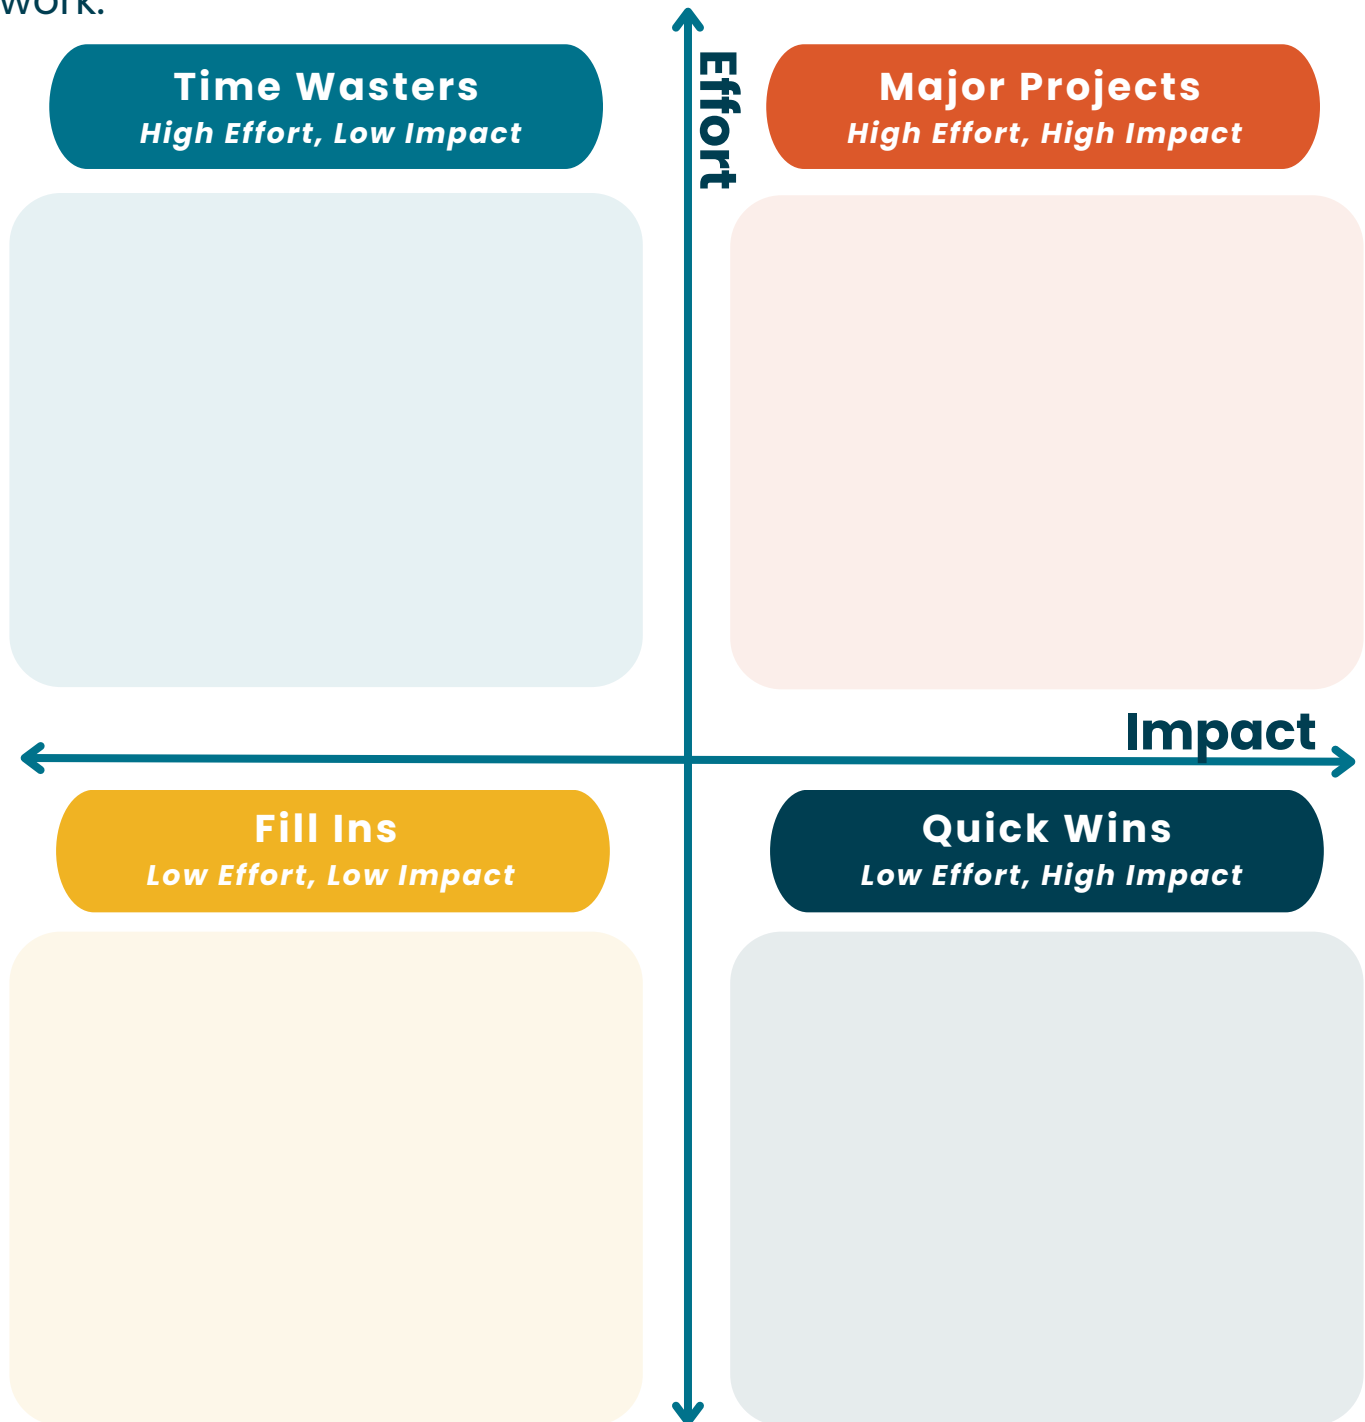 work.
Effort
Time Wasters
High Effort, Low Impact
Major Projects
High Effort, High Impact
Impact
Fill Ins
Low Effort, Low Impact
Quick Wins
Low Effort, High Impact